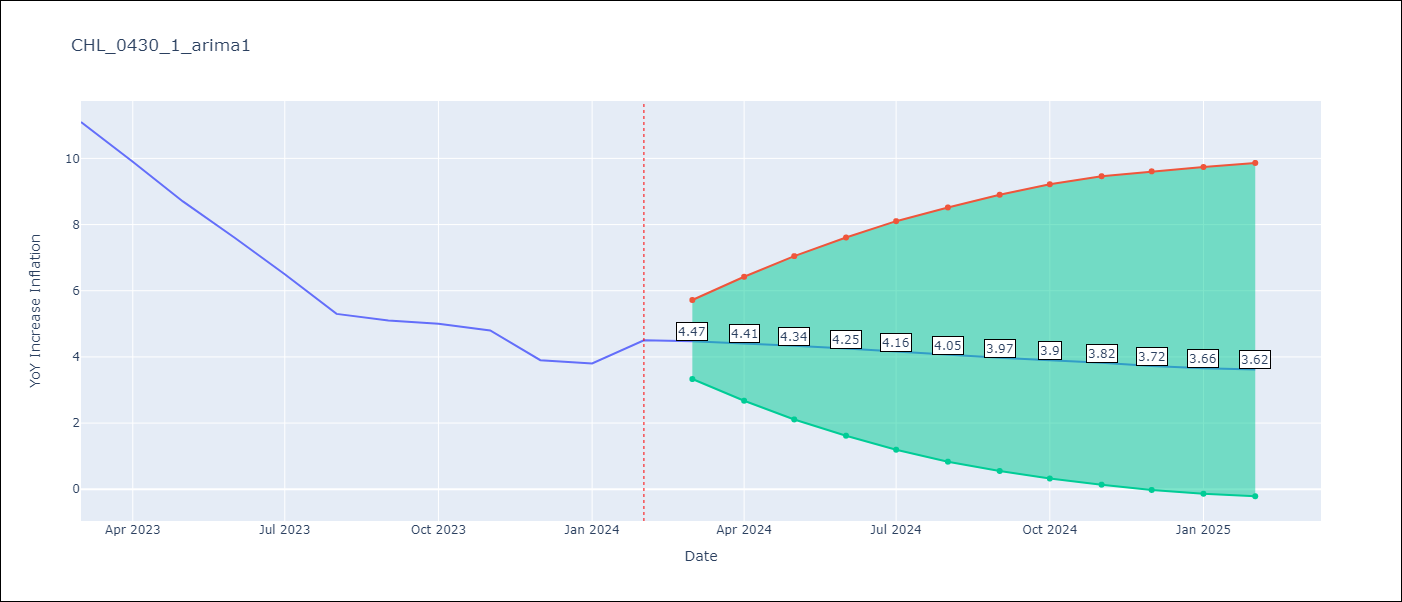 CHL_0430_1_arima1
YoY Increase Inflation
10
8
6
4
2
0
4.47
4.41
4.34
4.25
4.16
4.05
3.97
3.9
3.82
3.72
3.66
3.62
Apr 2023
Jul 2023
Oct 2023
Jan 2024
Apr 2024
Jul 2024
Oct 2024
Jan 2025
Date